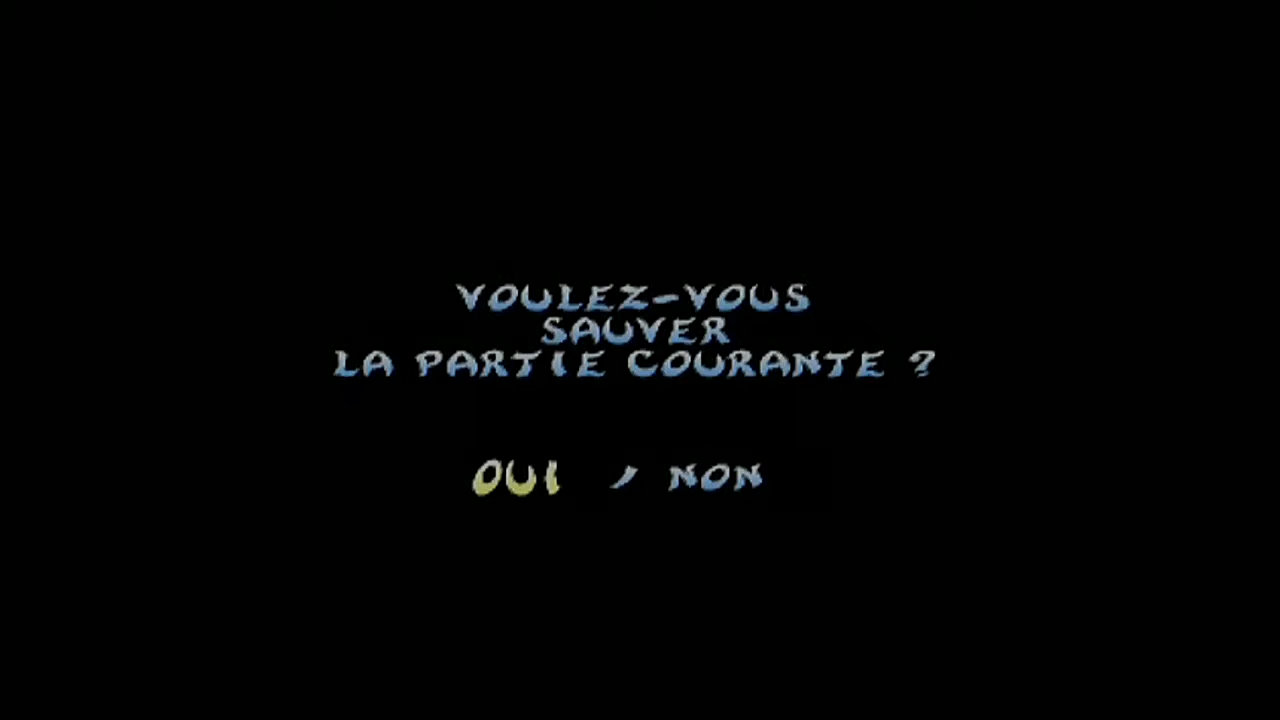 VOULEZ-VOUS
SAUVER
LA PARTIE COURANTE ?
OUI / NON